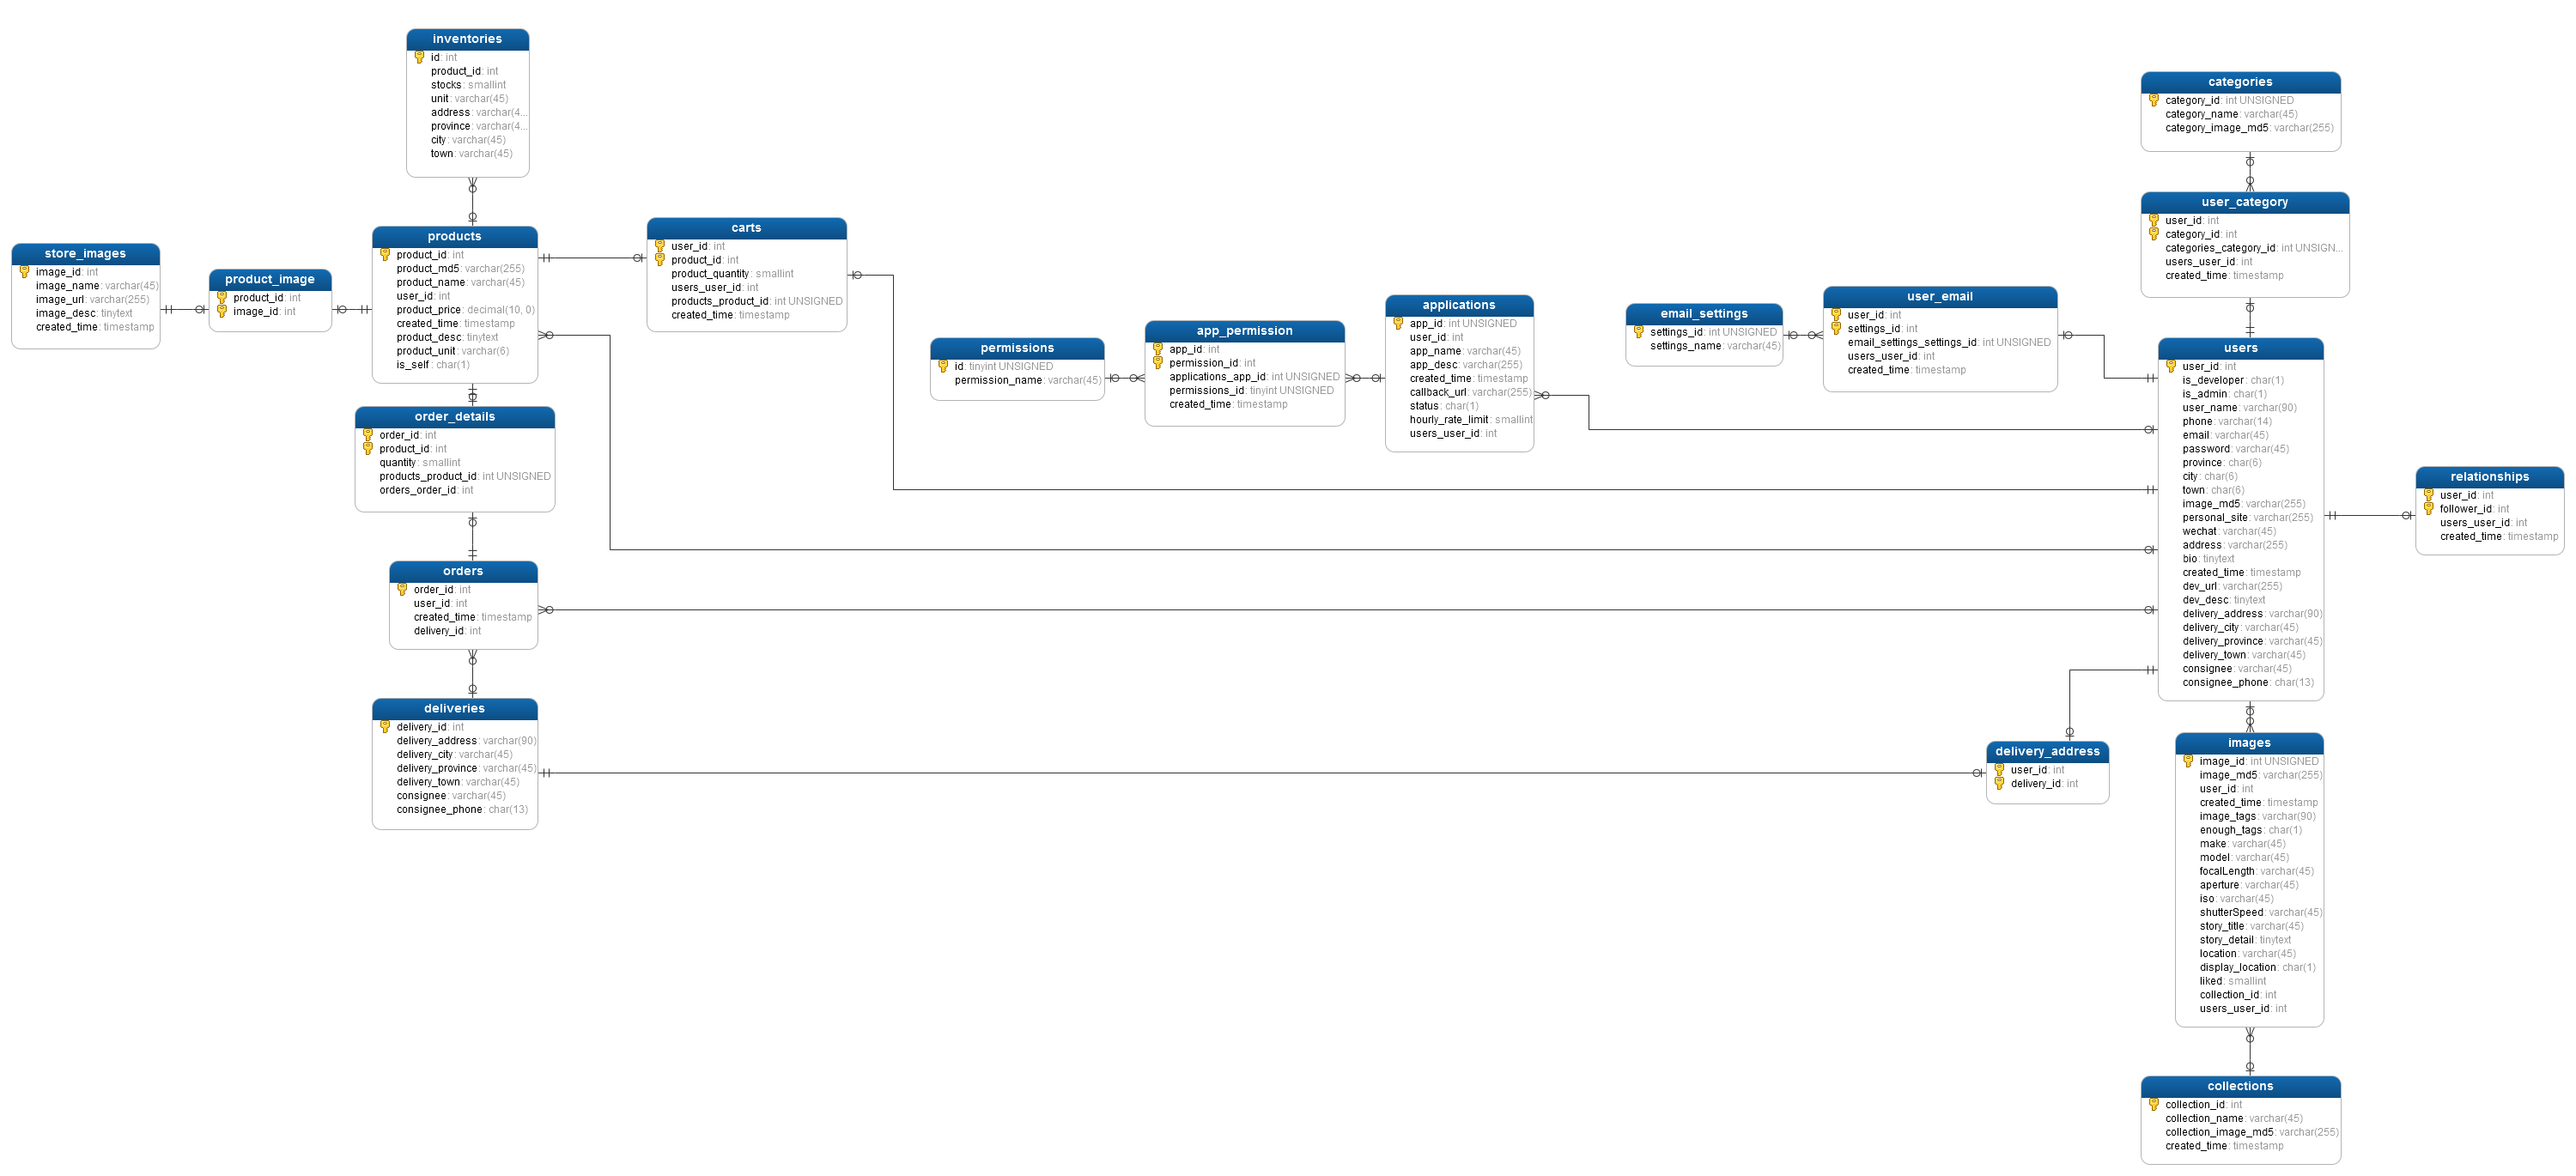 inventories
id: int
product_id: int
stocks: smallint
unit: varchar(45)
address: varchar(4...
province: varchar(4...
city: varchar(45)
town: varchar(45)
store_images
image_id: int
image_name: varchar(45)
image_url: varchar(255)
image_desc: tinytext
created_time: timestamp
product_image
product_id: int
image_id: int
products
product_id: int
product_md5: varchar(255)
product_name: varchar(45)
user_id: int
product_price: decimal(10, 0)
created_time: timestamp
product_desc: tinytext
product_unit: varchar(6)
is_self: char(1)
carts
user_id: int
product_id: int
product_quantity: smallint
users_user_id: int
products_product_id: int UNSIGNED
created_time: timestamp
order_details
order_id: int
product_id: int
quantity: smallint
products_product_id: int UNSIGNED
orders_order_id: int
orders
order_id: int
user_id: int
created_time: timestamp
delivery_id: int
deliveries
delivery_id: int
delivery_address: varchar(90)
delivery_city: varchar(45)
delivery_province: varchar(45)
delivery_town: varchar(45)
consignee: varchar(45)
consignee_phone: char(13)
permissions
id: tinyint UNSIGNED
permission_name: varchar(45)
app_permission
app_id: int
permission_id: int
applications_app_id: int UNSIGNED
permissions_id: tinyint UNSIGNED
created_time: timestamp
applications
app_id: int UNSIGNED
user_id: int
app_name: varchar(45)
app_desc: varchar(255)
created_time: timestamp
callback_url: varchar(255)
status: char(1)
hourly_rate_limit: smallint
users_user_id: int
email_settings
settings_id: int UNSIGNED
settings_name: varchar(45)
user_email
user_id: int
settings_id: int
email_settings_settings_id: int UNSIGNED
users_user_id: int
created_time: timestamp
categories
category_id: int UNSIGNED
category_name: varchar(45)
category_image_md5: varchar(255)
user_category
user_id: int
category_id: int
categories_category_id: int UNSIGN...
users_user_id: int
created_time: timestamp
users
user_id: int
is_developer: char(1)
is_admin: char(1)
user_name: varchar(90)
phone: varchar(14)
email: varchar(45)
password: varchar(45)
province: char(6)
city: char(6)
town: char(6)
image_md5: varchar(255)
personal_site: varchar(255)
wechat: varchar(45)
address: varchar(255)
bio: tinytext
created_time: timestamp
dev_url: varchar(255)
dev_desc: tinytext
delivery_address: varchar(90)
delivery_city: varchar(45)
delivery_province: varchar(45)
delivery_town: varchar(45)
consignee: varchar(45)
consignee_phone: char(13)
relationships
user_id: int
follower_id: int
users_user_id: int
created_time: timestamp
delivery_address
user_id: int
delivery_id: int
images
image_id: int UNSIGNED
image_md5: varchar(255)
user_id: int
created_time: timestamp
image_tags: varchar(90)
enough_tags: char(1)
make: varchar(45)
model: varchar(45)
focalLength: varchar(45)
aperture: varchar(45)
iso: varchar(45)
shutterSpeed: varchar(45)
story_title: varchar(45)
story_detail: tinytext
location: varchar(45)
display_location: char(1)
liked: smallint
collection_id: int
users_user_id: int
collections
collection_id: int
collection_name: varchar(45)
collection_image_md5: varchar(255)
created_time: timestamp